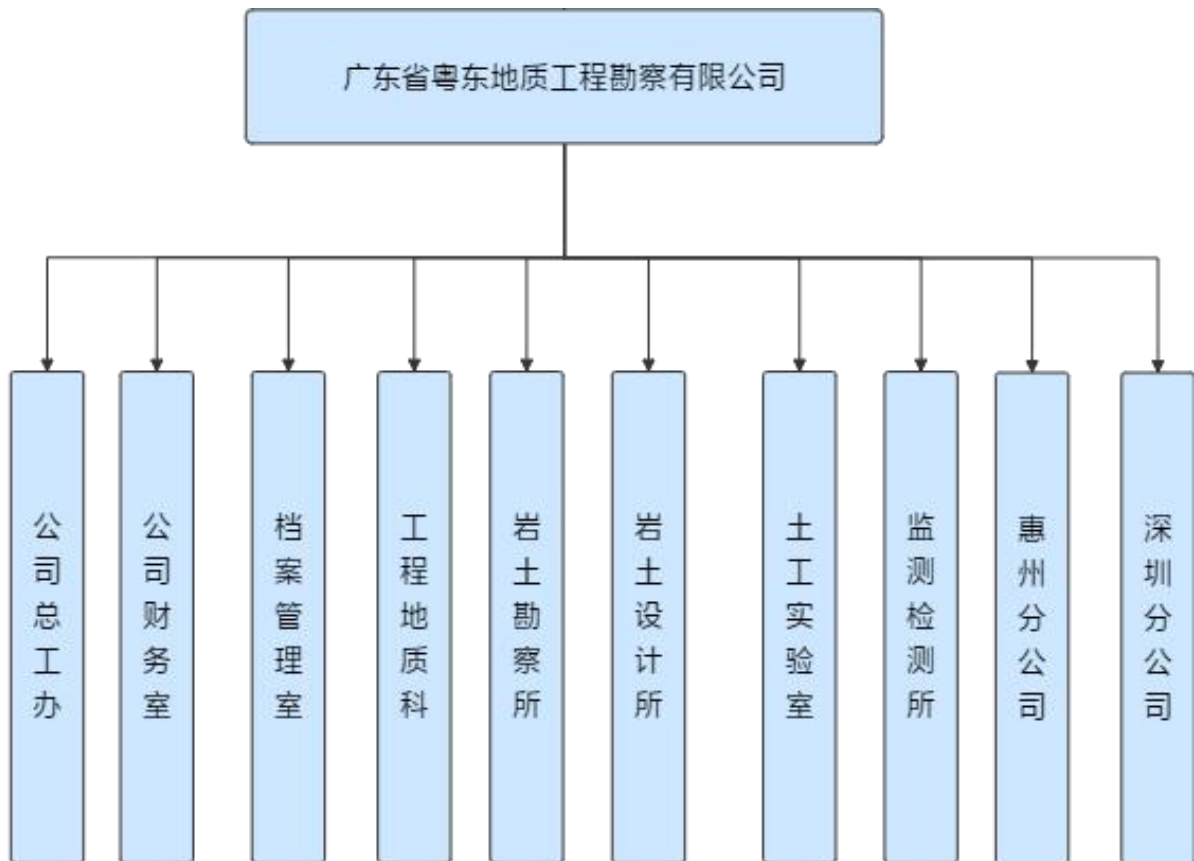 广东省粤东地质工程勘察有限公司
公司总工办
公司财务室
档案管理室
工程地质科
岩土勘察所
岩土设计所
土工实验室
监测检测所
惠州分公司
深圳分公司